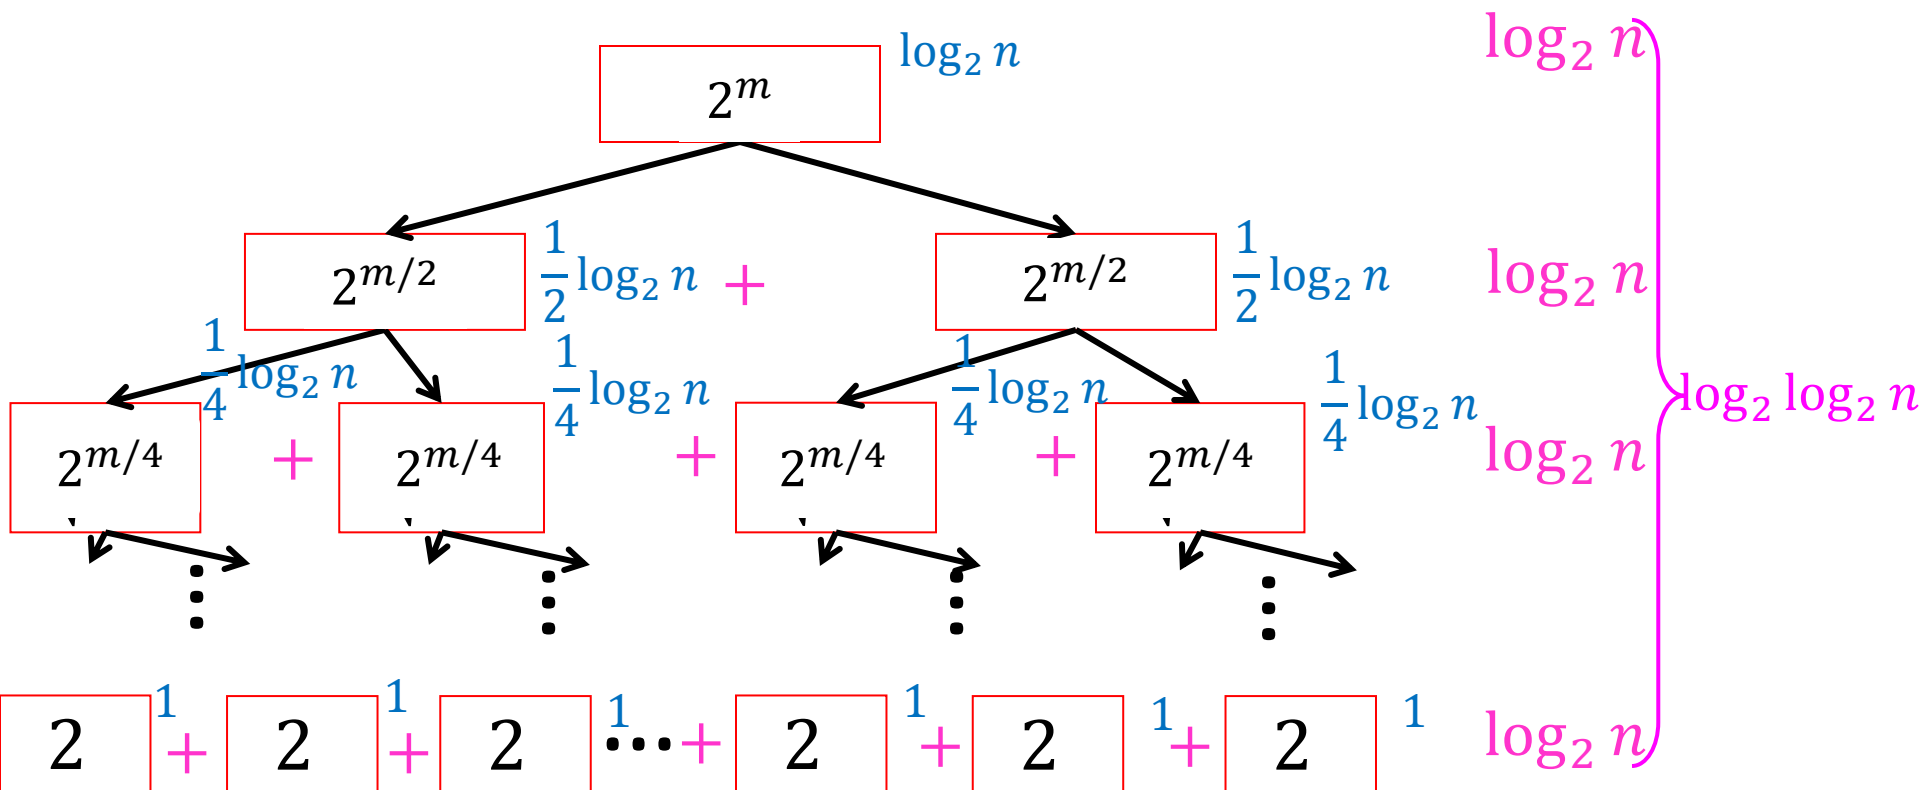 log₂ n log₂ n
2^m
2^{m/2} 1/2 log₂ n + 2^{m/2} 1/2 log₂ n log₂ n
1/4 log₂ n 1/4 log₂ n 1/4 log₂ n 1/4 log₂ n log₂ log₂ n
2^{m/4} + 2^{m/4} + 2^{m/4} + 2^{m/4} log₂ n
⋮ ⋮ ⋮ ⋮
2 1 + 2 1 + 2 1 ⋯ + 2 1 + 2 1 + 2 1 log₂ n